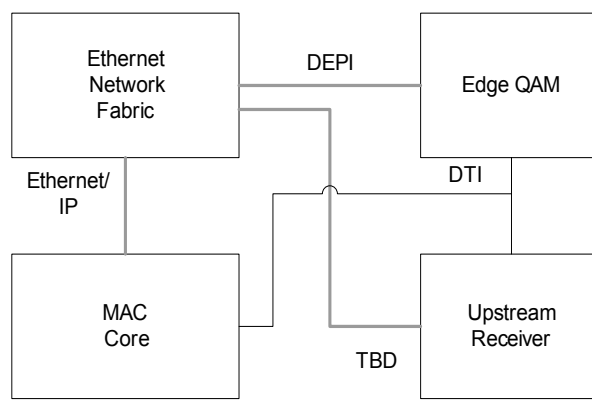 Ethernet
Network
Fabric
DEPI
Edge QAM
Ethernet/
IP
DTI
MAC
Core
Upstream
Receiver
TBD